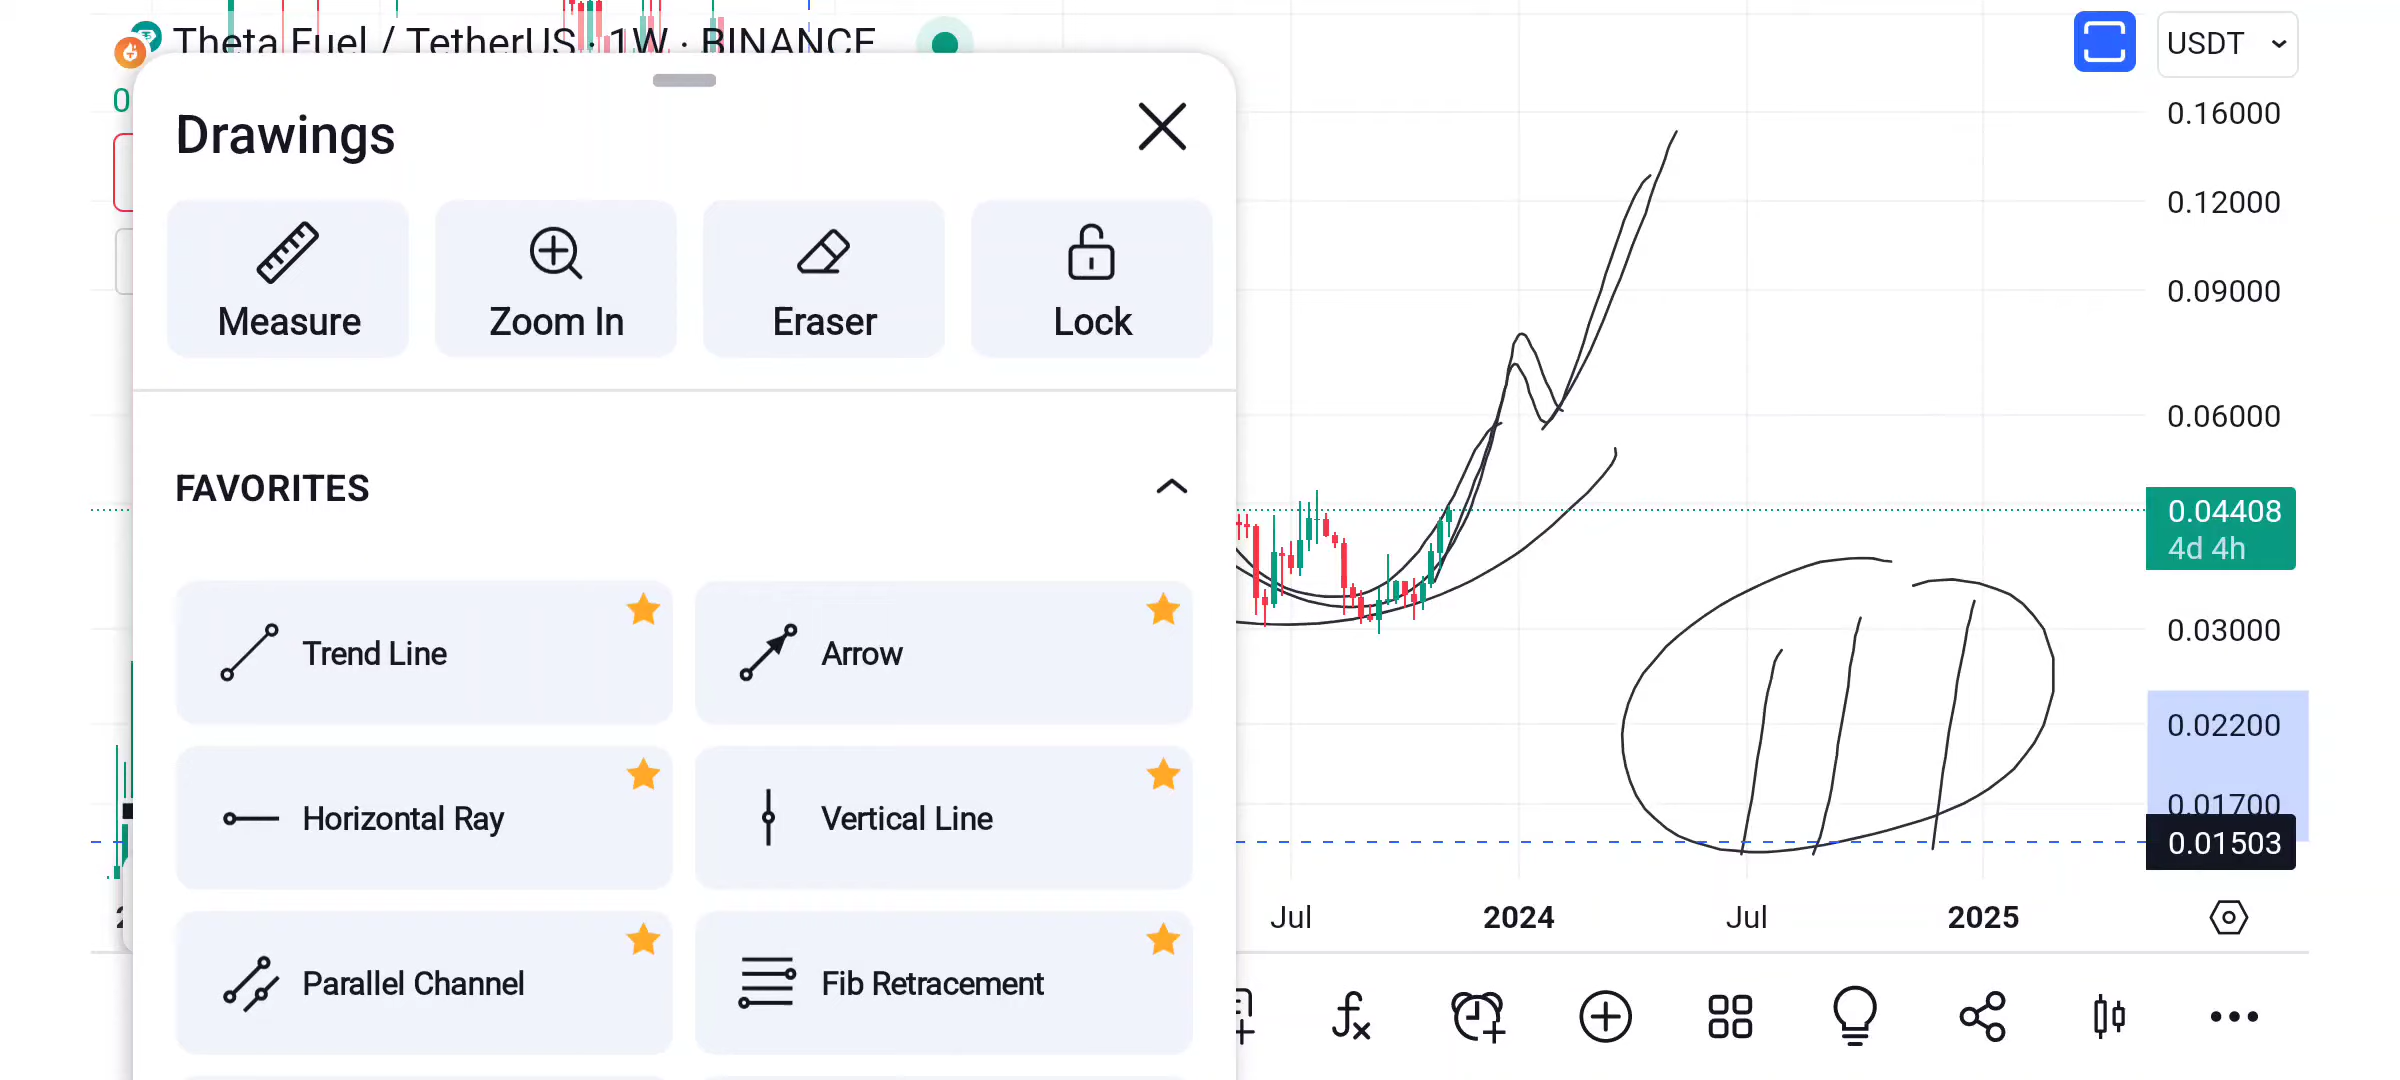 Theta Fuel / TetherUS · 1W · BINANCE
USDT
0
Drawings
Measure
Zoom In
Eraser
Lock
FAVORITES
Trend Line
Arrow
Horizontal Ray
Vertical Line
Parallel Channel
Fib Retracement
0.16000
0.12000
0.09000
0.06000
0.04408
4d 4h
0.03000
0.02200
0.01700
0.01503
Jul
2024
Jul
2025